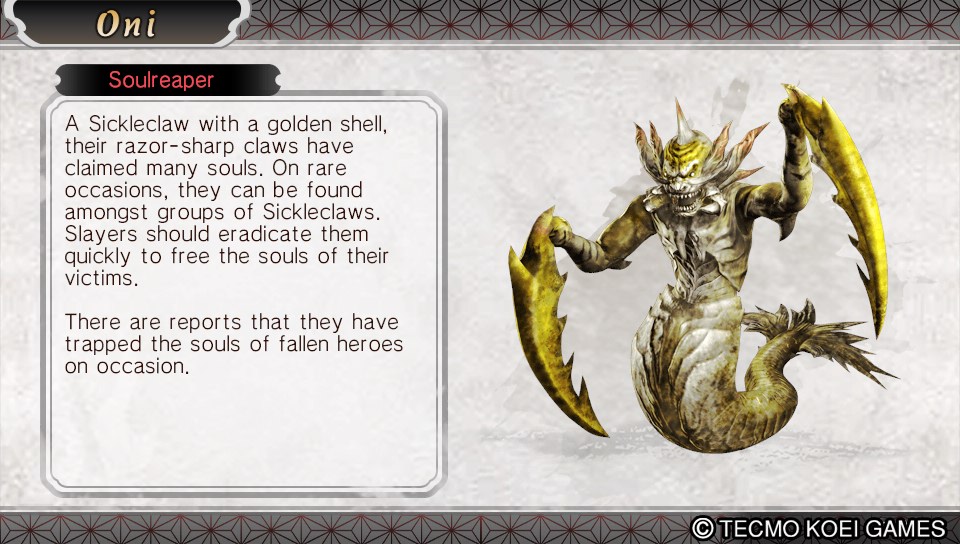 Oni
Soulreaper
A Sickleclaw with a golden shell,
their razor-sharp claws have
claimed many souls. On rare
occasions, they can be found
amongst groups of Sickleclaws.
Slayers should eradicate them
quickly to free the souls of their
victims.
There are reports that they have
trapped the souls of fallen heroes
on occasion.
© TECMO KOEI GAMES